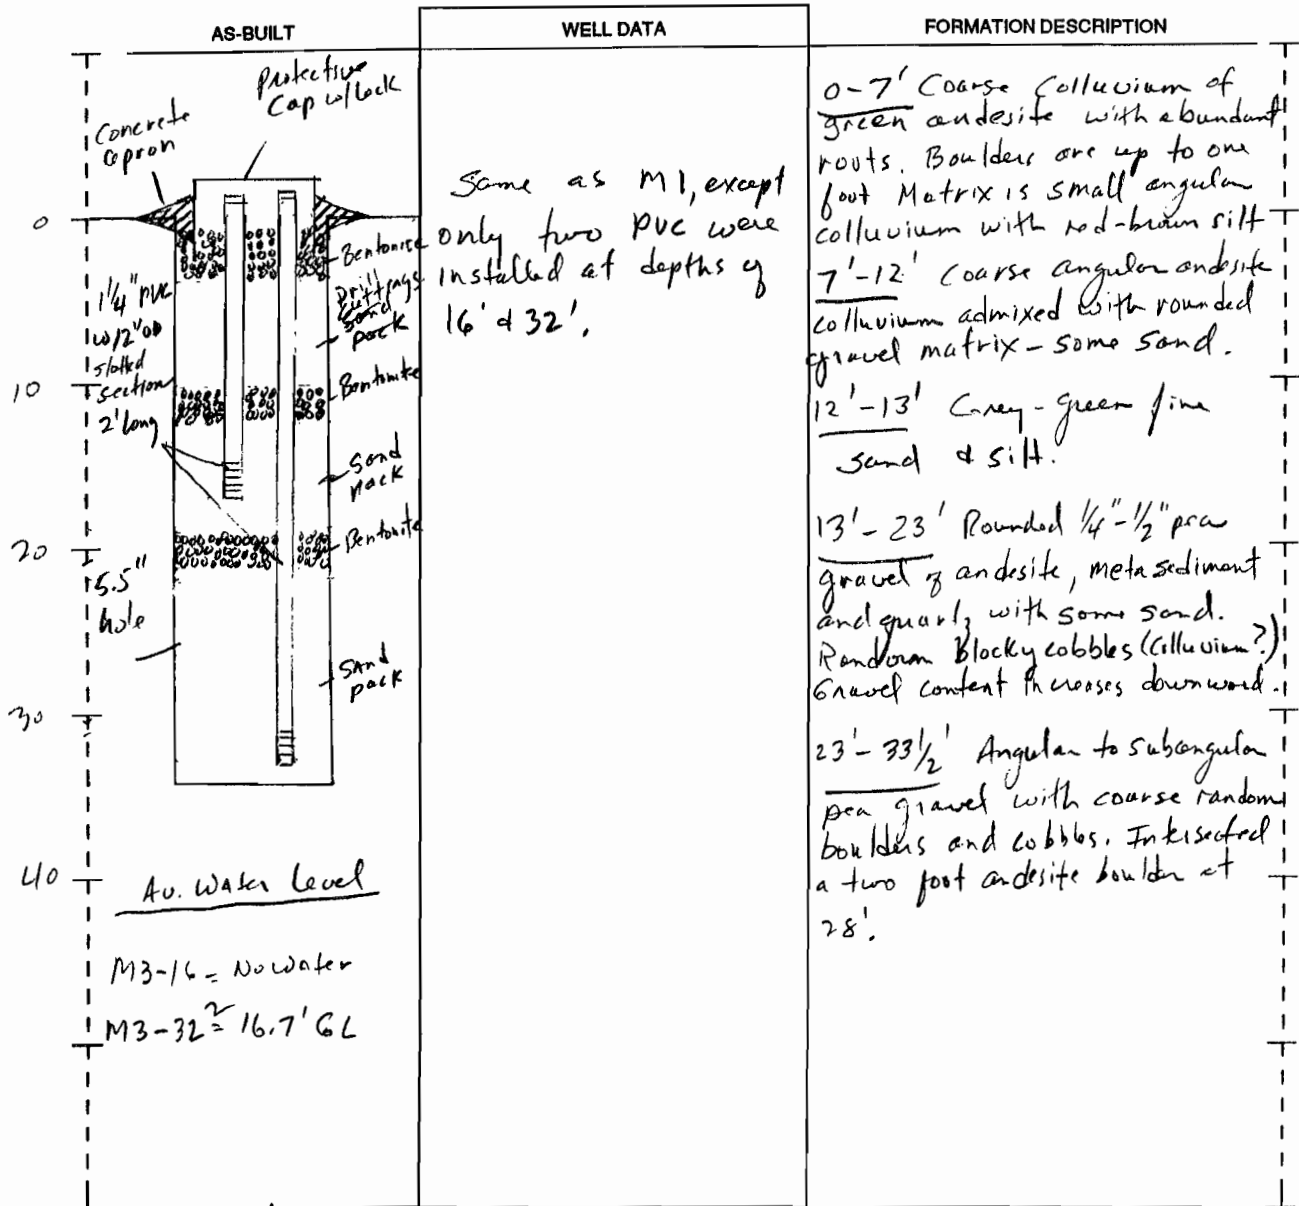 AS-BUILT
Protective
Cap w/lock
Concrete
apron
0
Bentonite
1 1/4" PVC
w/2" OD
slotted
section
2' long
Drill
Cuttings
Sand
pack
10
Bentonite
Sand
pack
20
Bentonite
5.5"
hole
Sand
pack
30
40
Av. Water Level
M3-16 = No water
M3-32 ≅ 16.7' GL
WELL DATA
Same as M1, except
only two PVC were
installed at depths of
16' & 32'.
FORMATION DESCRIPTION
0-7' Coarse Colluvium of
green andesite with abundant
roots. Boulders are up to one
foot Matrix is small angular
colluvium with red-brown silt
7'-12' Coarse angular andesite
colluvium admixed with rounded
gravel matrix - some sand.
12'-13' Grey-green fine
sand & silt.
13'-23' Rounded 1/4"-1/2" pea
gravel of andesite, metasediment
and quartz with some sand.
Random Blocky cobbles (Colluvium?)
Gravel content increases downward.
23'-33 1/2' Angular to subangular
pea gravel with course random
boulders and cobbles. Intersected
a two foot andesite boulder at
28'.